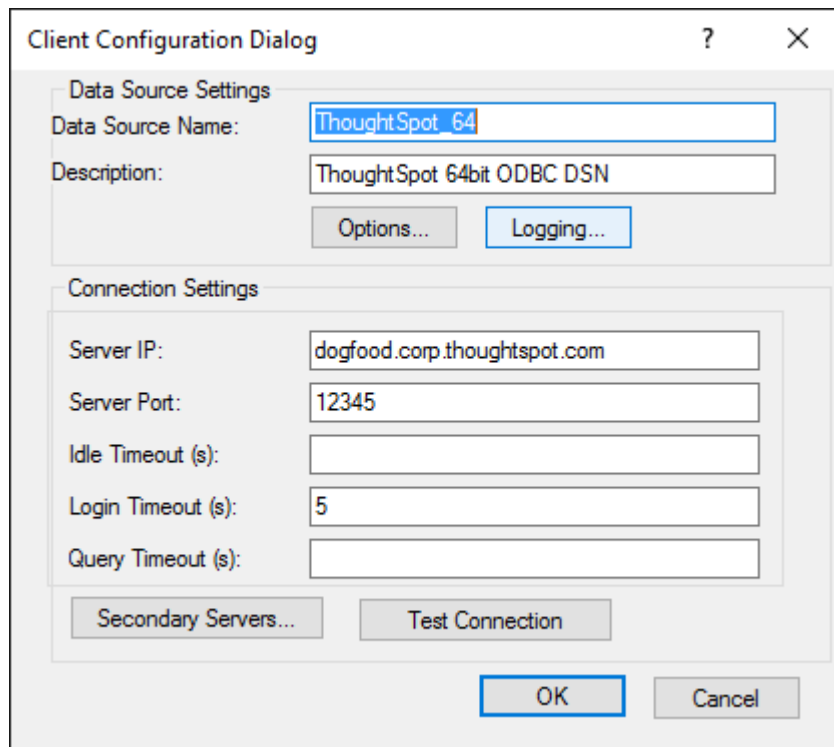 Client Configuration Dialog ?
Data Source Settings
Data Source Name: ThoughtSpot_64
Description: ThoughtSpot 64bit ODBC DSN
Options... Logging...
Connection Settings
Server IP: dogfood.corp.thoughtspot.com
Server Port: 12345
Idle Timeout (s):
Login Timeout (s): 5
Query Timeout (s):
Secondary Servers... Test Connection
OK Cancel